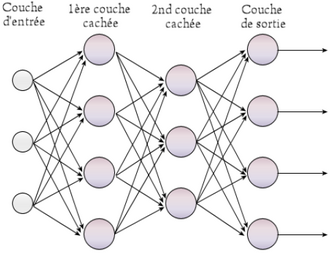 Couche
d'entrée
1ère couche
cachée
2nd couche
cachée
Couche
de sortie